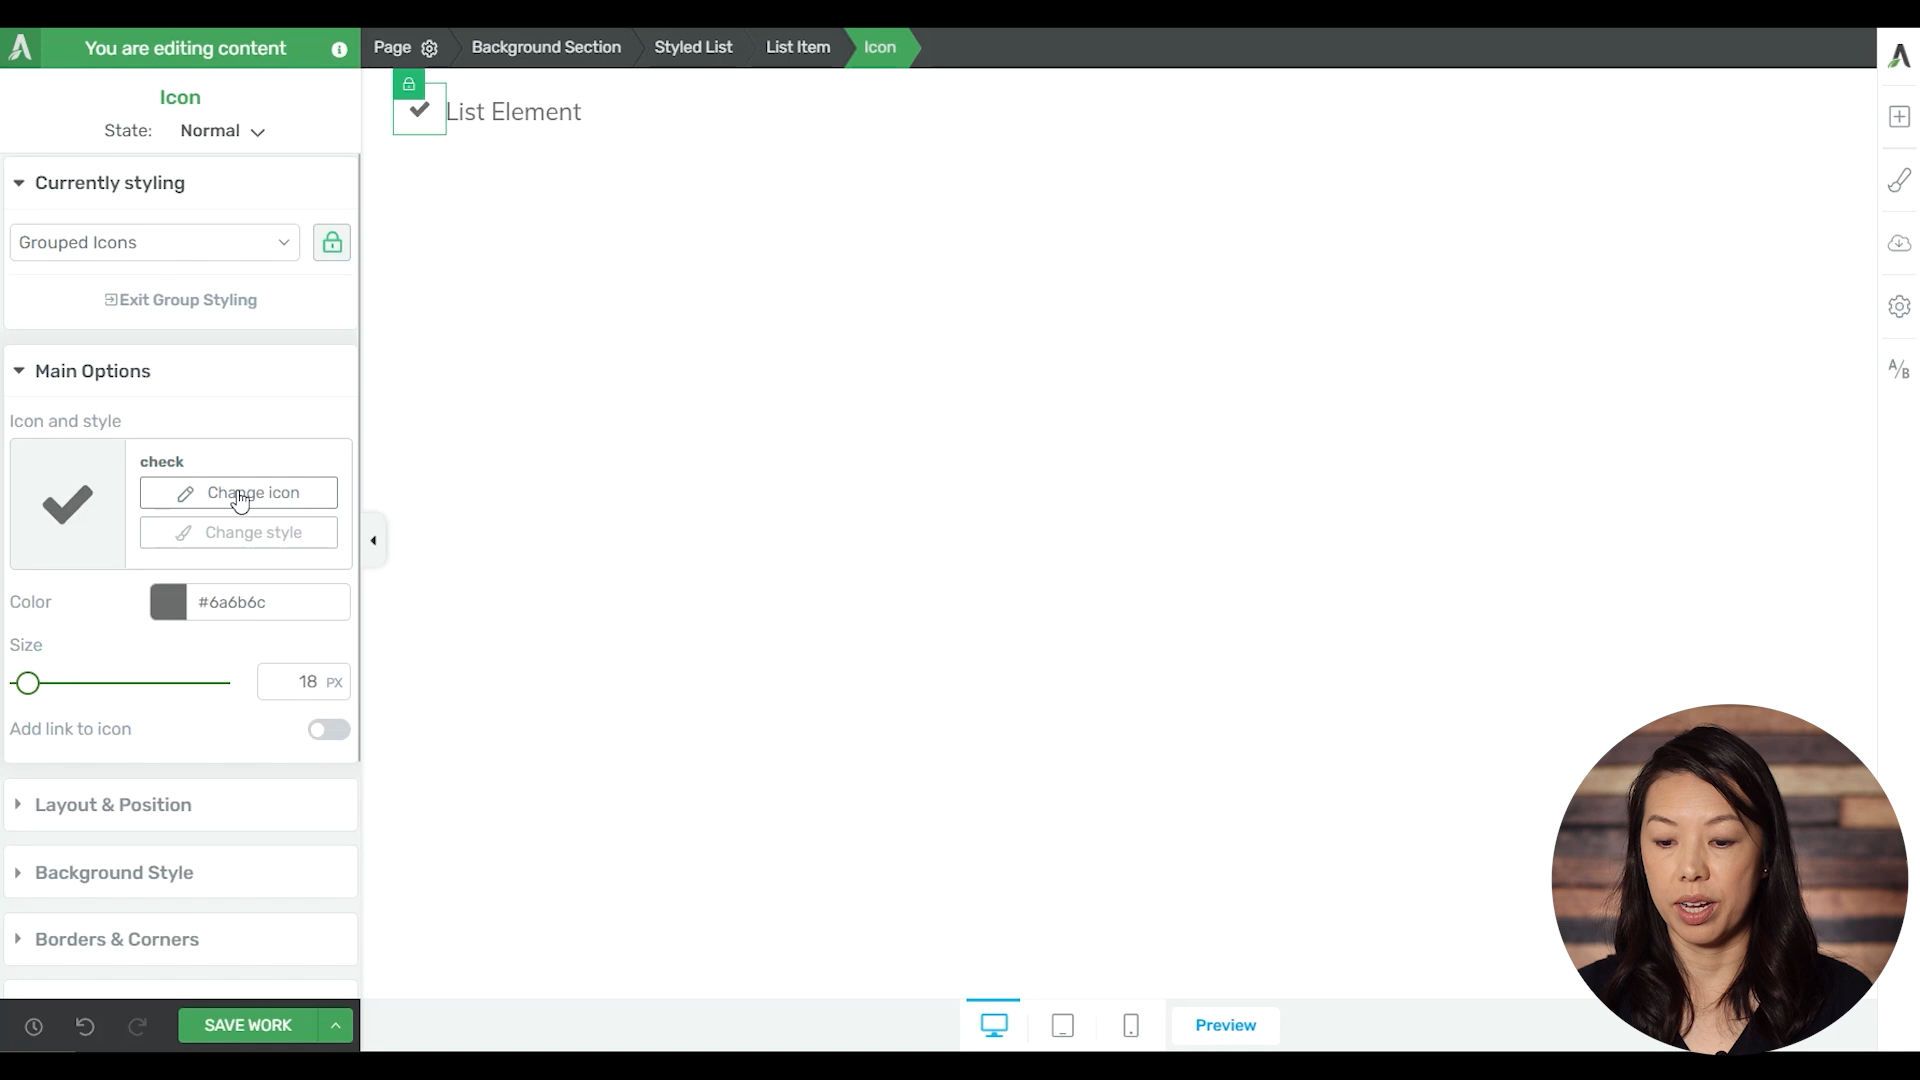 You are editing content
Page
Background Section
Styled List
List Item
Icon
Icon
State: Normal
List Element
Currently styling
Grouped Icons
Exit Group Styling
Main Options
Icon and style
check
Change icon
Change style
Color #6a6b6c
Size
18 PX
Add link to icon
Layout & Position
Background Style
Borders & Corners
SAVE WORK
Preview
A/B